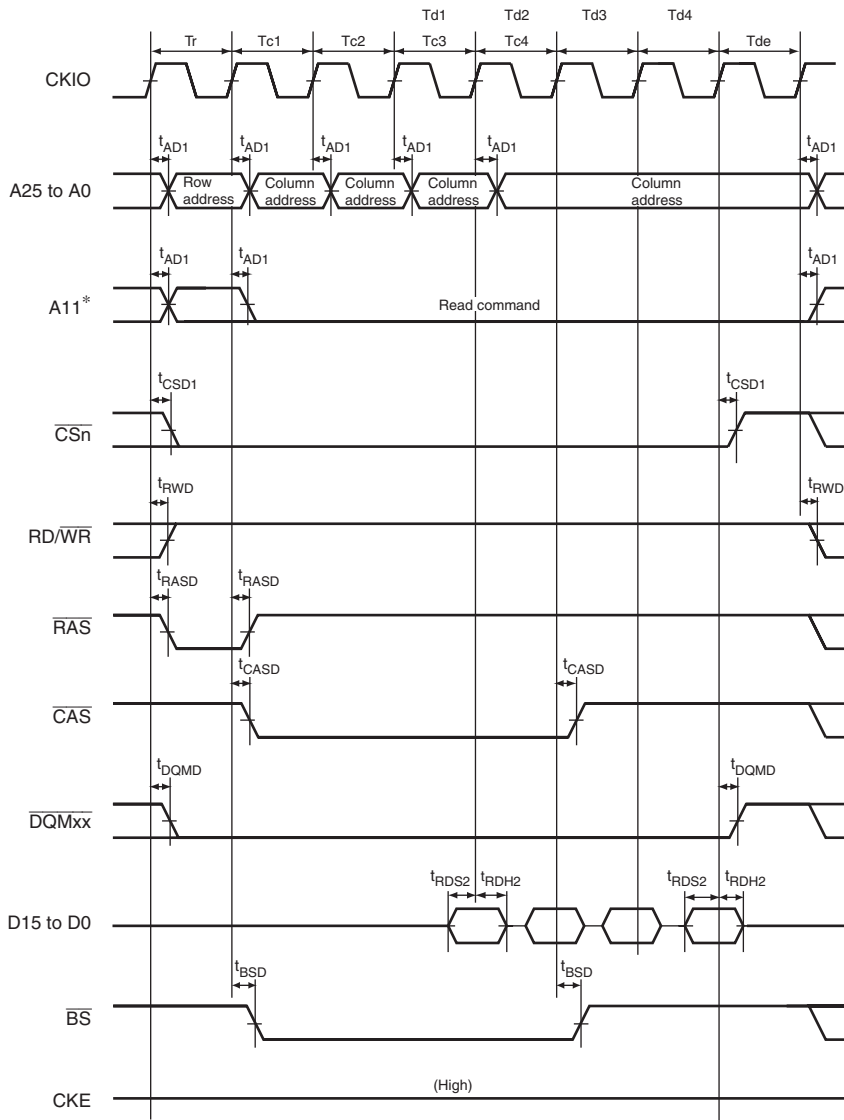 Td1 Td2 Td3 Td4
Tr Tc1 Tc2 Tc3 Tc4 Tde
CKIO
tAD1 tAD1 tAD1 tAD1 tAD1 tAD1
A25 to A0
Row address
Column address
Column address
Column address
Column address
tAD1 tAD1 tAD1
A11*
Read command
tCSD1 tCSD1
CSn
tRWD tRWD
RD/WR
tRASD tRASD
RAS
tCASD tCASD
CAS
tDQMD tDQMD
DQMxx
tRDS2 tRDH2 tRDS2 tRDH2
D15 to D0
tBSD tBSD
BS
(High)
CKE